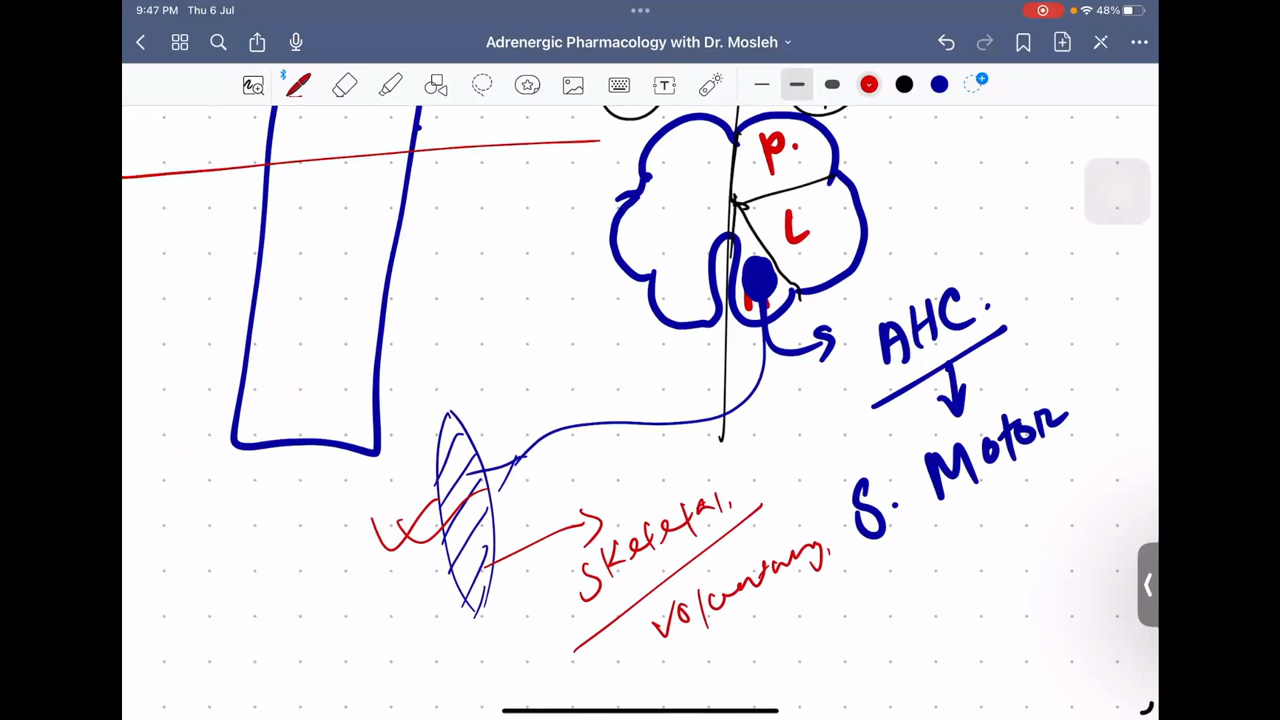 9:47 PM Thu 6 Jul
48%
Adrenergic Pharmacology with Dr. Mosleh
P.
L
AHC.
S. Motor
Skeletal.
Voluntary.